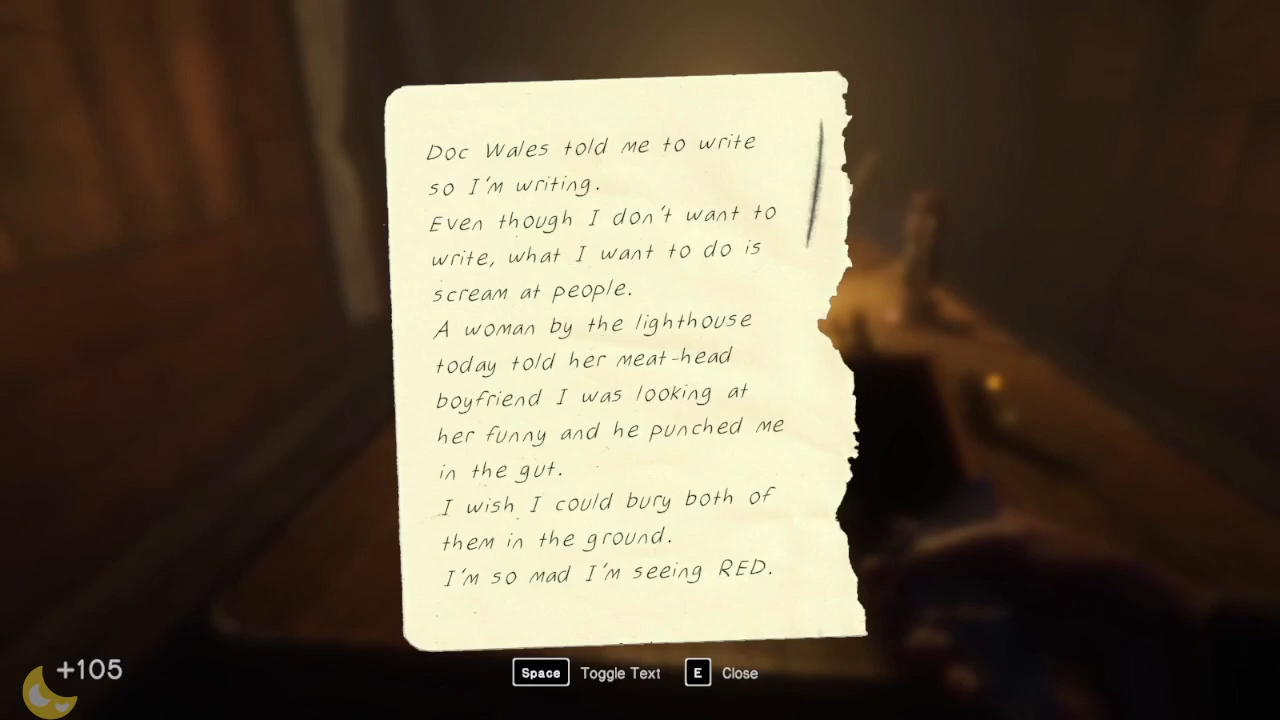 Doc Wales told me to write
so I'm writing.
Even though I don't want to
write, what I want to do is
scream at people.
A woman by the lighthouse
today told her meat-head
boyfriend I was looking at
her funny and he punched me
in the gut.
I wish I could bury both of
them in the ground.
I'm so mad I'm seeing RED.
+105
Space Toggle Text E Close